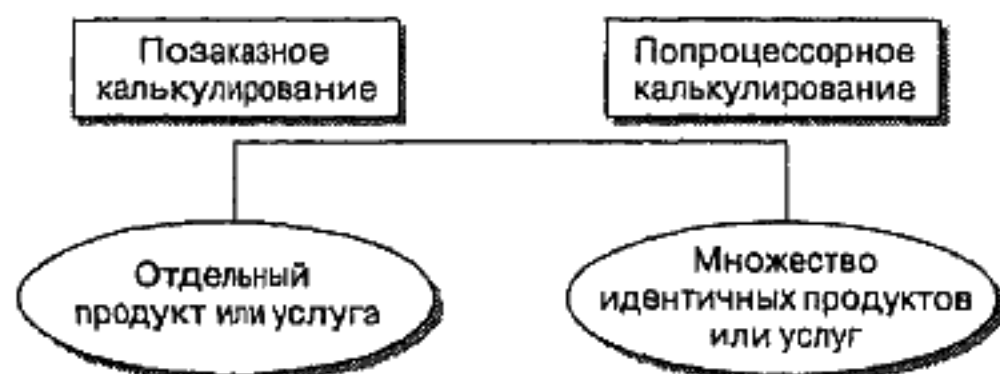 Позаказное
калькулирование
Попроцессорное
калькулирование
Отдельный
продукт или услуга
Множество
идентичных продуктов
или услуг